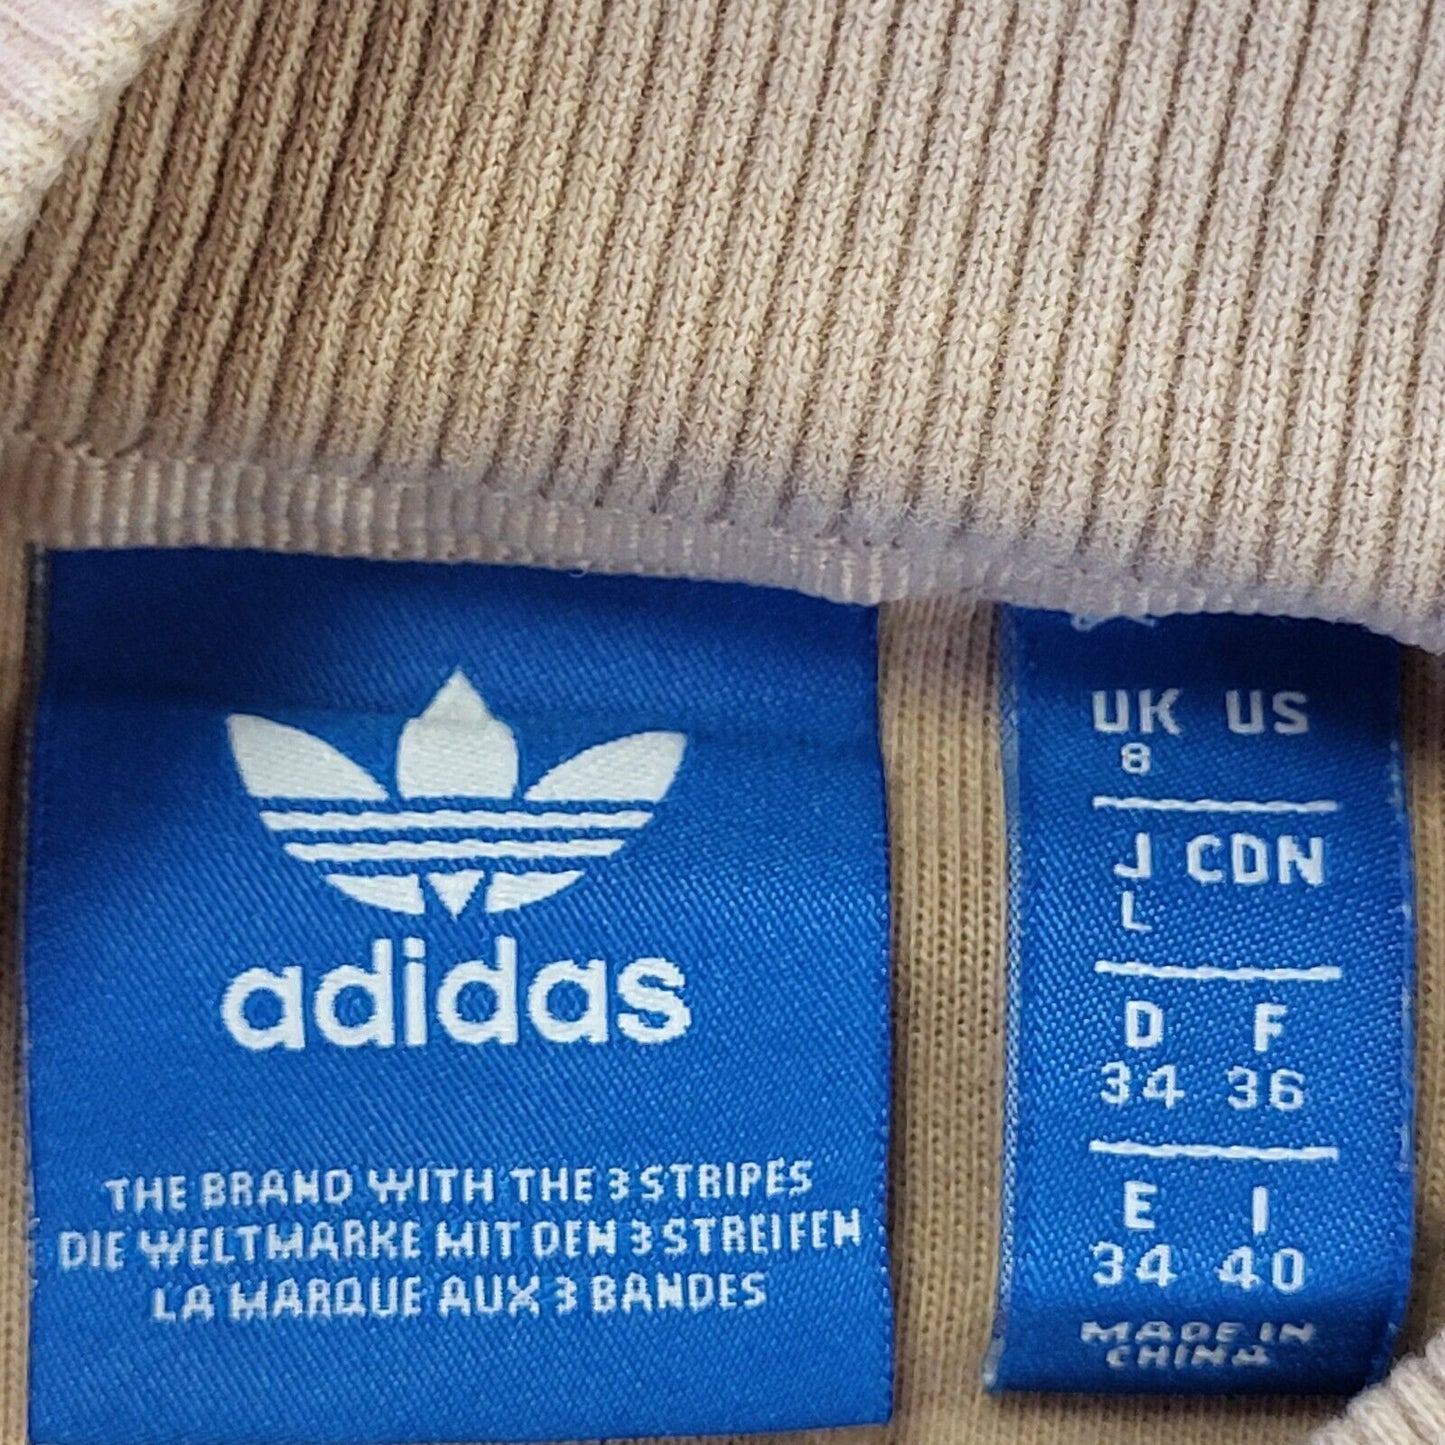 adidas
THE BRAND WITH THE 3 STRIPES
DIE WELTMARKE MIT DEN 3 STREIFEN
LA MARQUE AUX 3 BANDES
UK US
8
J CDN
L
D F
34 36
E I
34 40
MADE IN
CHINA